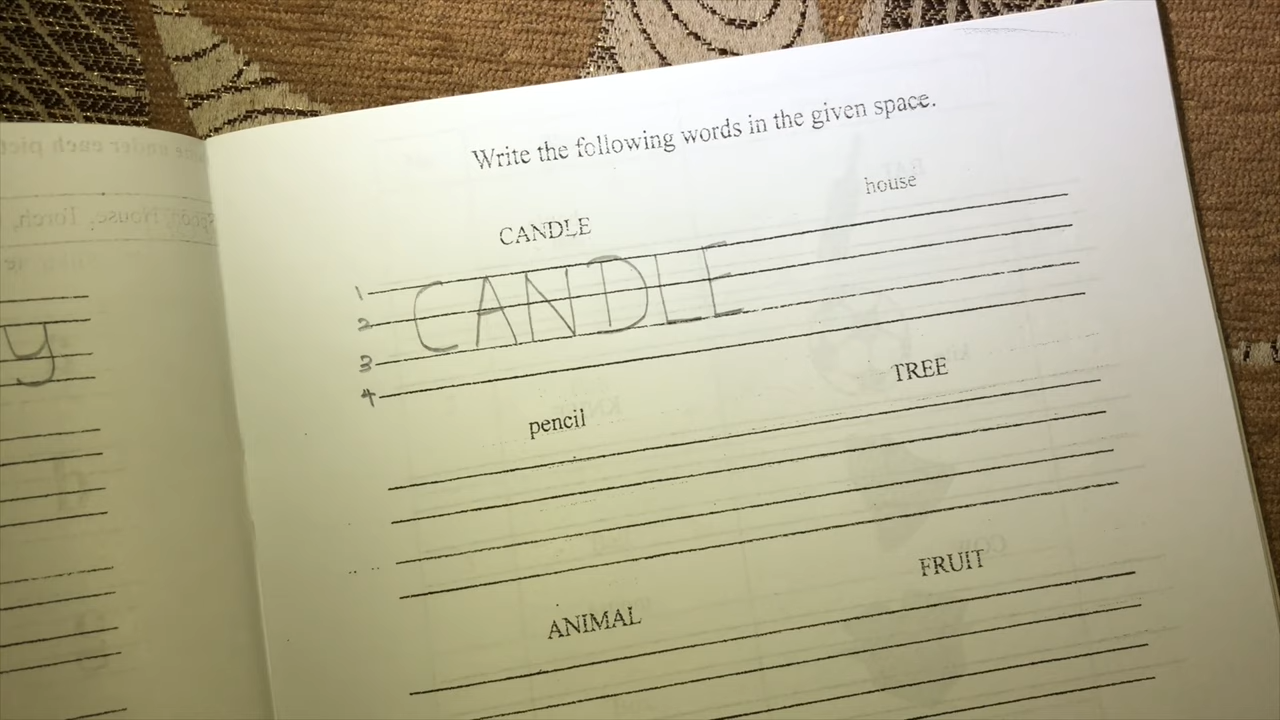 Write the following words in the given space.
CANDLE house
1 CANDLE
2
3
4
pencil TREE
ANIMAL FRUIT
y